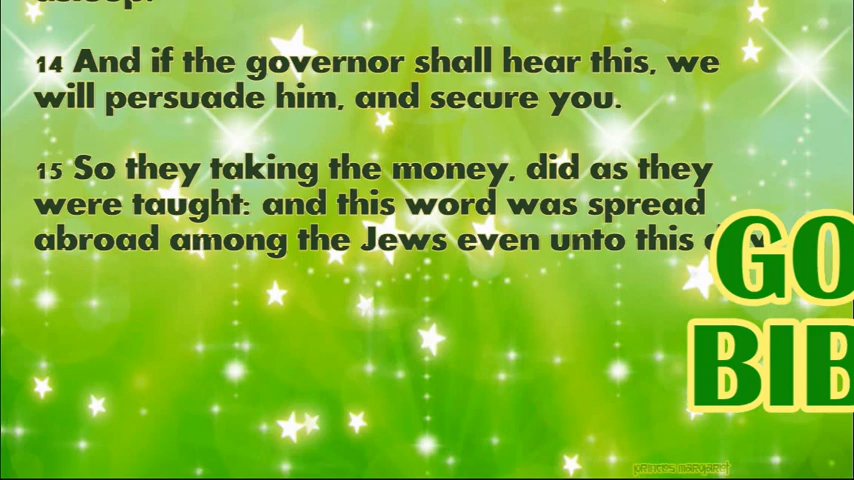 14 And if the governor shall hear this, we
will persuade him, and secure you.
15 So they taking the money, did as they
were taught: and this word was spread
abroad among the Jews even unto this
GO
BIB